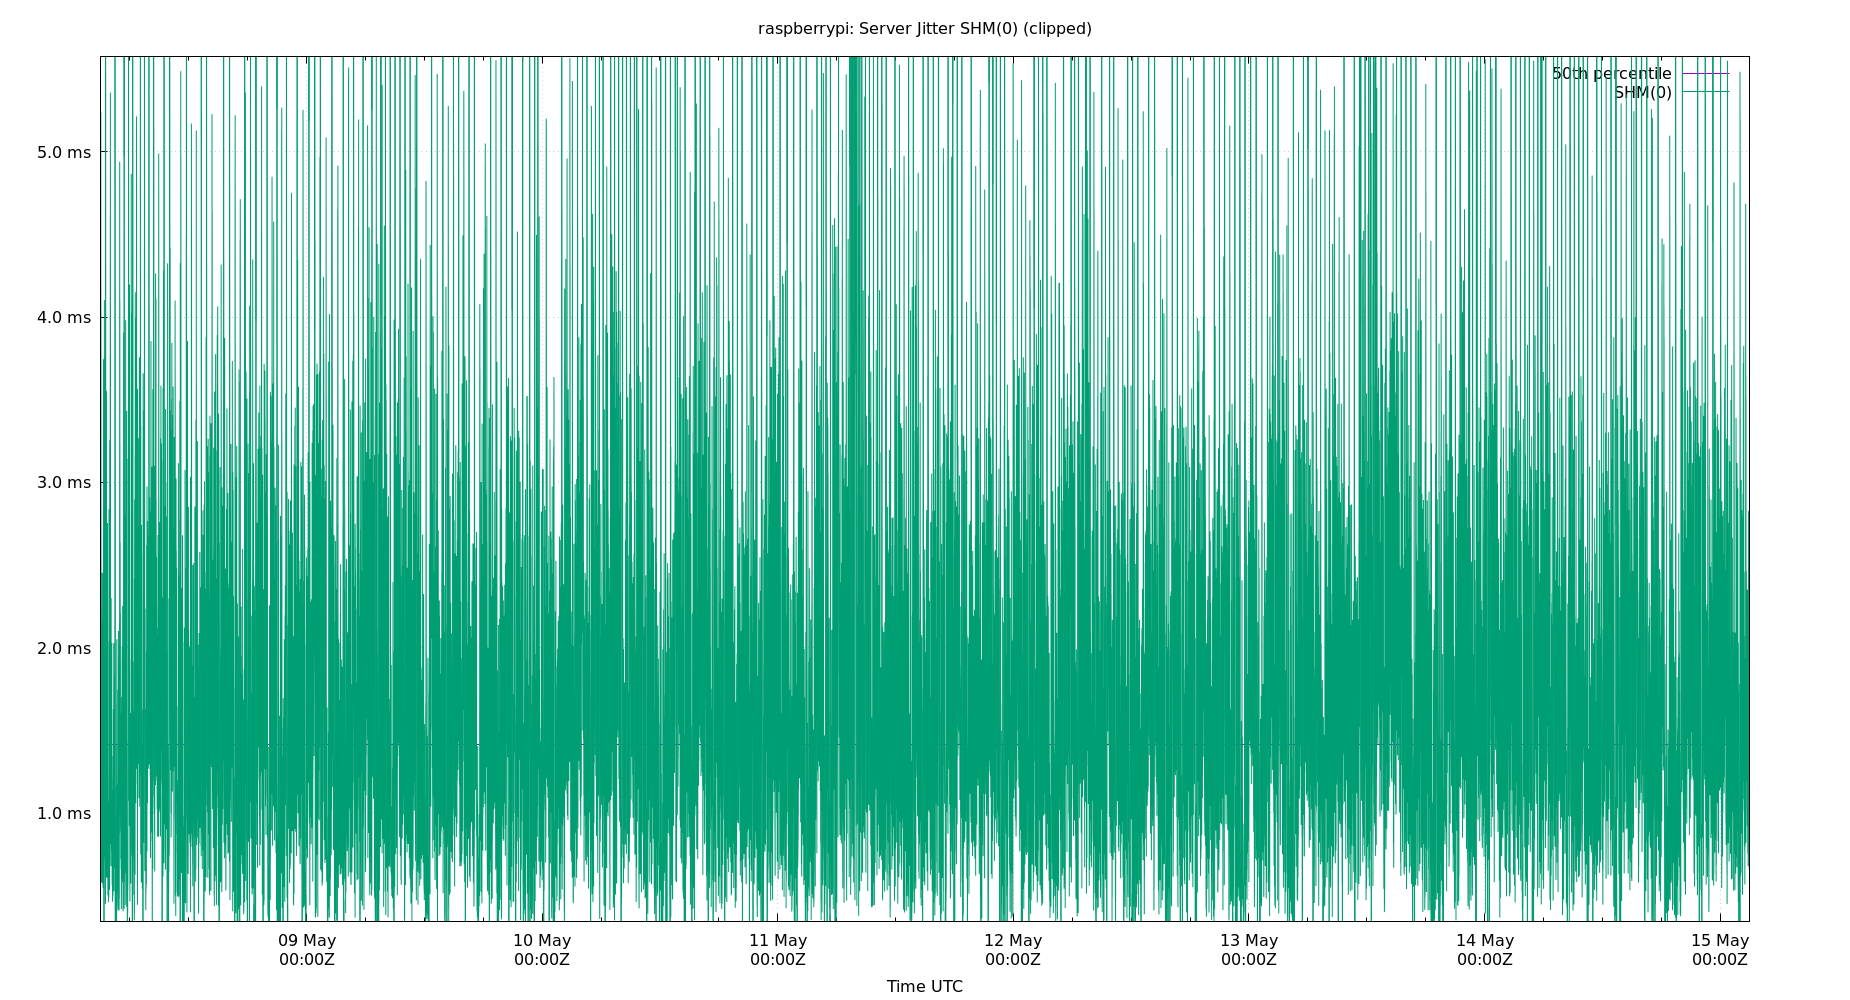 raspberrypi: Server Jitter SHM(0) (clipped)
50th percentile
SHM(0)
5.0 ms
4.0 ms
3.0 ms
2.0 ms
1.0 ms
09 May 10 May 11 May 12 May 13 May 14 May 15 May
00:00Z 00:00Z 00:00Z 00:00Z 00:00Z 00:00Z 00:00Z
Time UTC